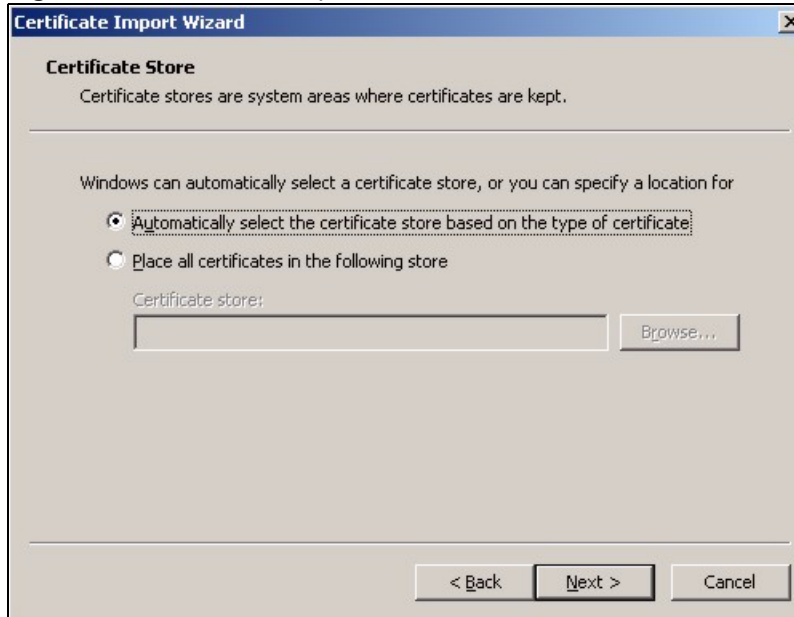 Certificate Import Wizard
Certificate Store
Certificate stores are system areas where certificates are kept.
Windows can automatically select a certificate store, or you can specify a location for
Automatically select the certificate store based on the type of certificate
Place all certificates in the following store
Certificate store:
Browse...
< Back
Next >
Cancel